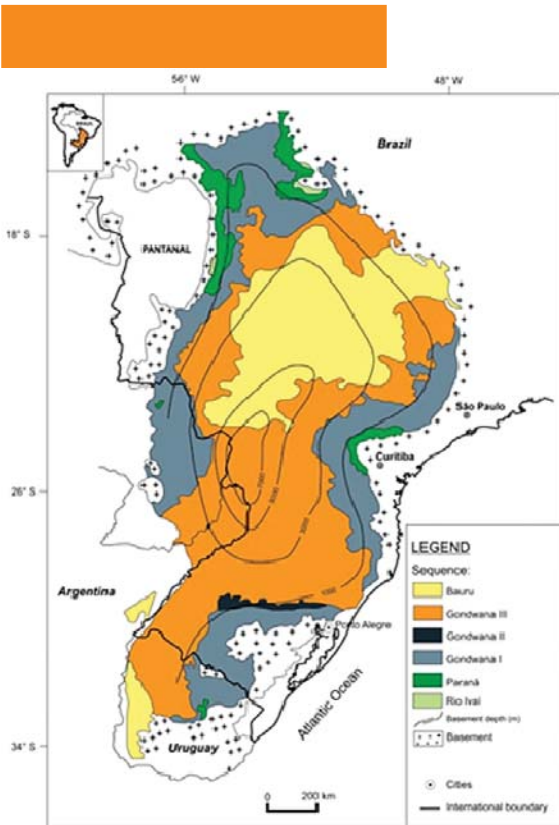 56° W
48° W
Brazil
18° S
PANTANAL
São Paulo
Curitiba
26° S
1000
Argentina
Porto Alegre
Atlantic Ocean
34° S
Uruguay
0 200 km
LEGEND
Sequence:
Bauru
Gondwana III
Gondwana II
Gondwana I
Paraná
Rio Ivaí
Basement depth (m)
Basement
Cities
International boundary